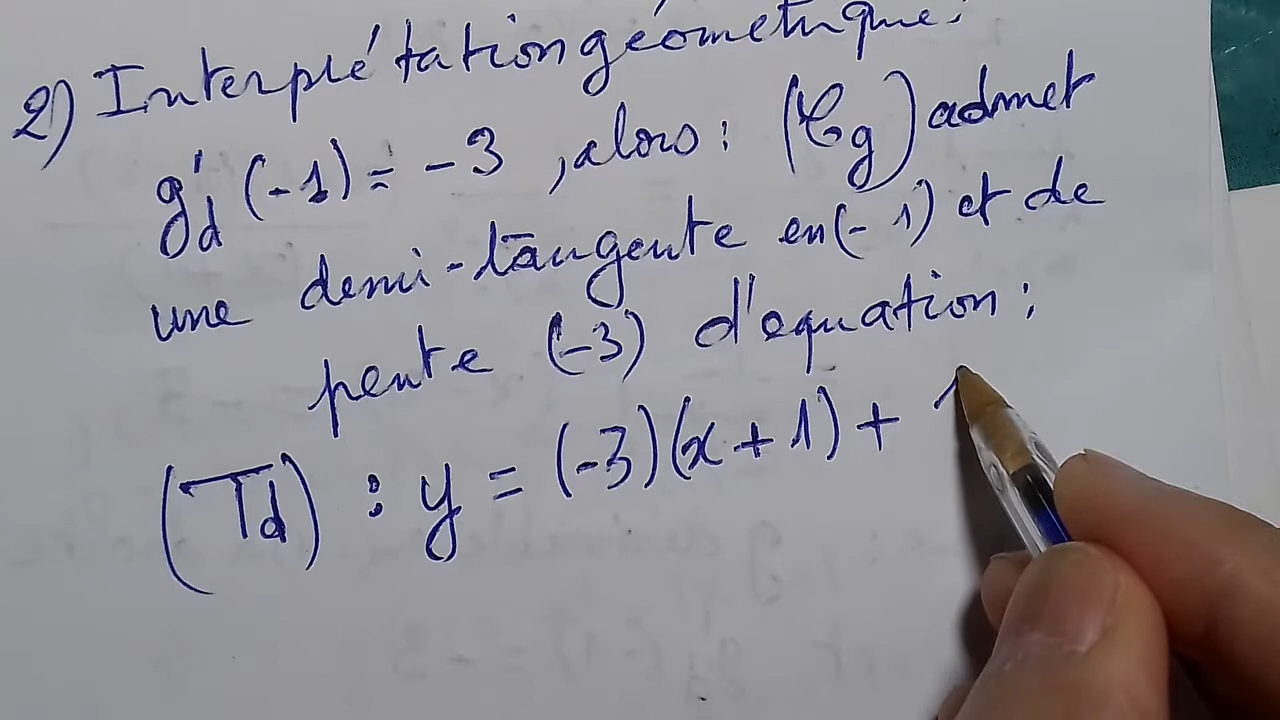 2) Interprétation géométrique:
g'd (-1) = -3 , alors : (Cg) admet
une demi-tangente en (-1) et de
pente (-3) d'equation :
(Td) : y = (-3)(x + 1) +